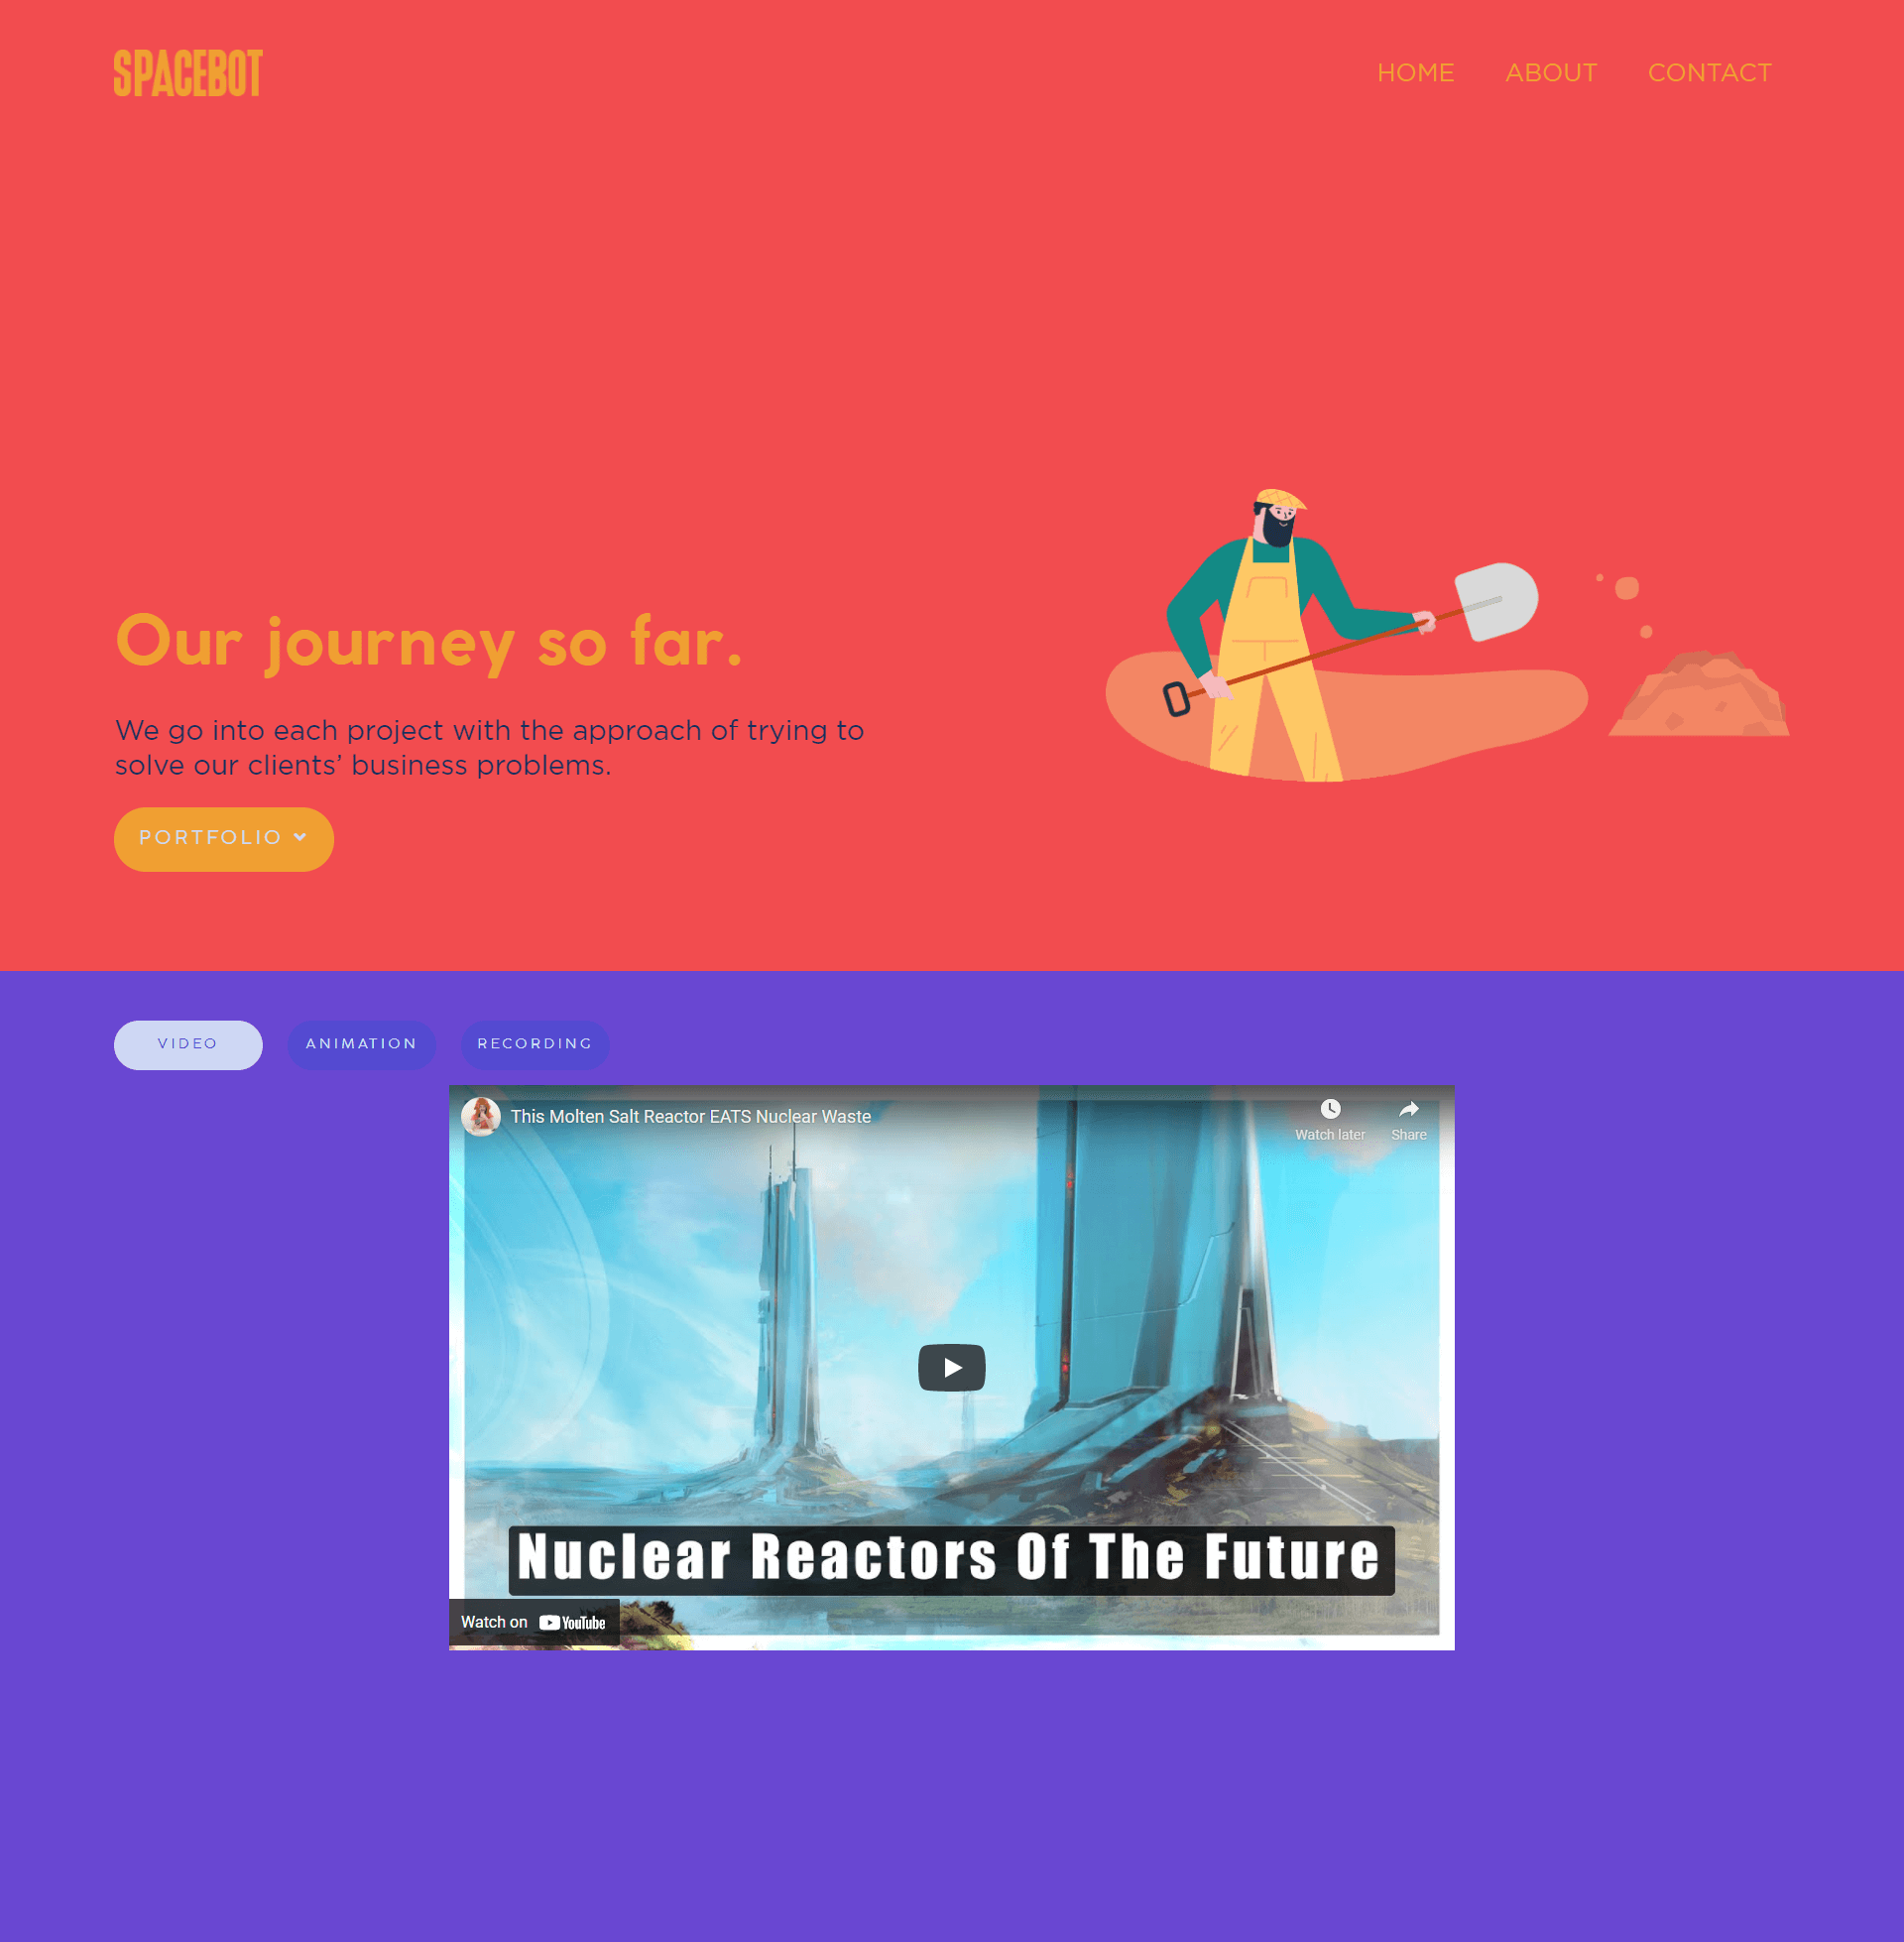 SPACEBOT
HOME ABOUT CONTACT
Our journey so far.
We go into each project with the approach of trying to
solve our clients’ business problems.
PORTFOLIO
VIDEO ANIMATION RECORDING
This Molten Salt Reactor EATS Nuclear Waste
Watch later Share
Nuclear Reactors Of The Future
Watch on YouTube